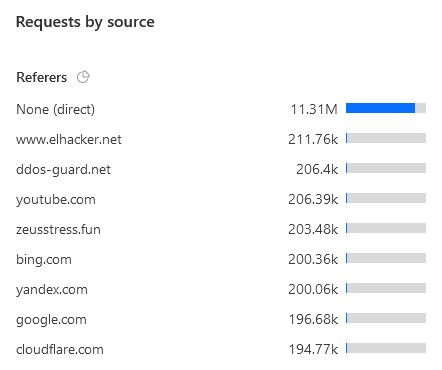 Requests by source
Referers
None (direct) 11.31M
www.elhacker.net 211.76k
ddos-guard.net 206.4k
youtube.com 206.39k
zeusstress.fun 203.48k
bing.com 200.36k
yandex.com 200.06k
google.com 196.68k
cloudflare.com 194.77k